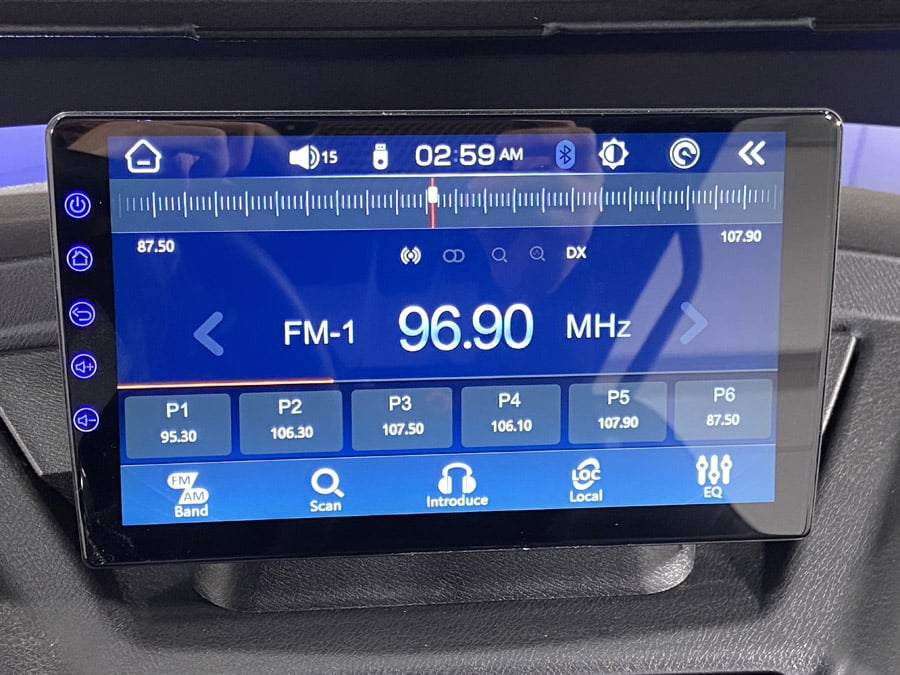 15 02:59 AM
87.50 107.90
DX
FM-1 96.90 MHz
P1 P2 P3 P4 P5 P6
95.30 106.30 107.50 106.10 107.90 87.50
FM AM LOC
Band Scan Introduce Local EQ